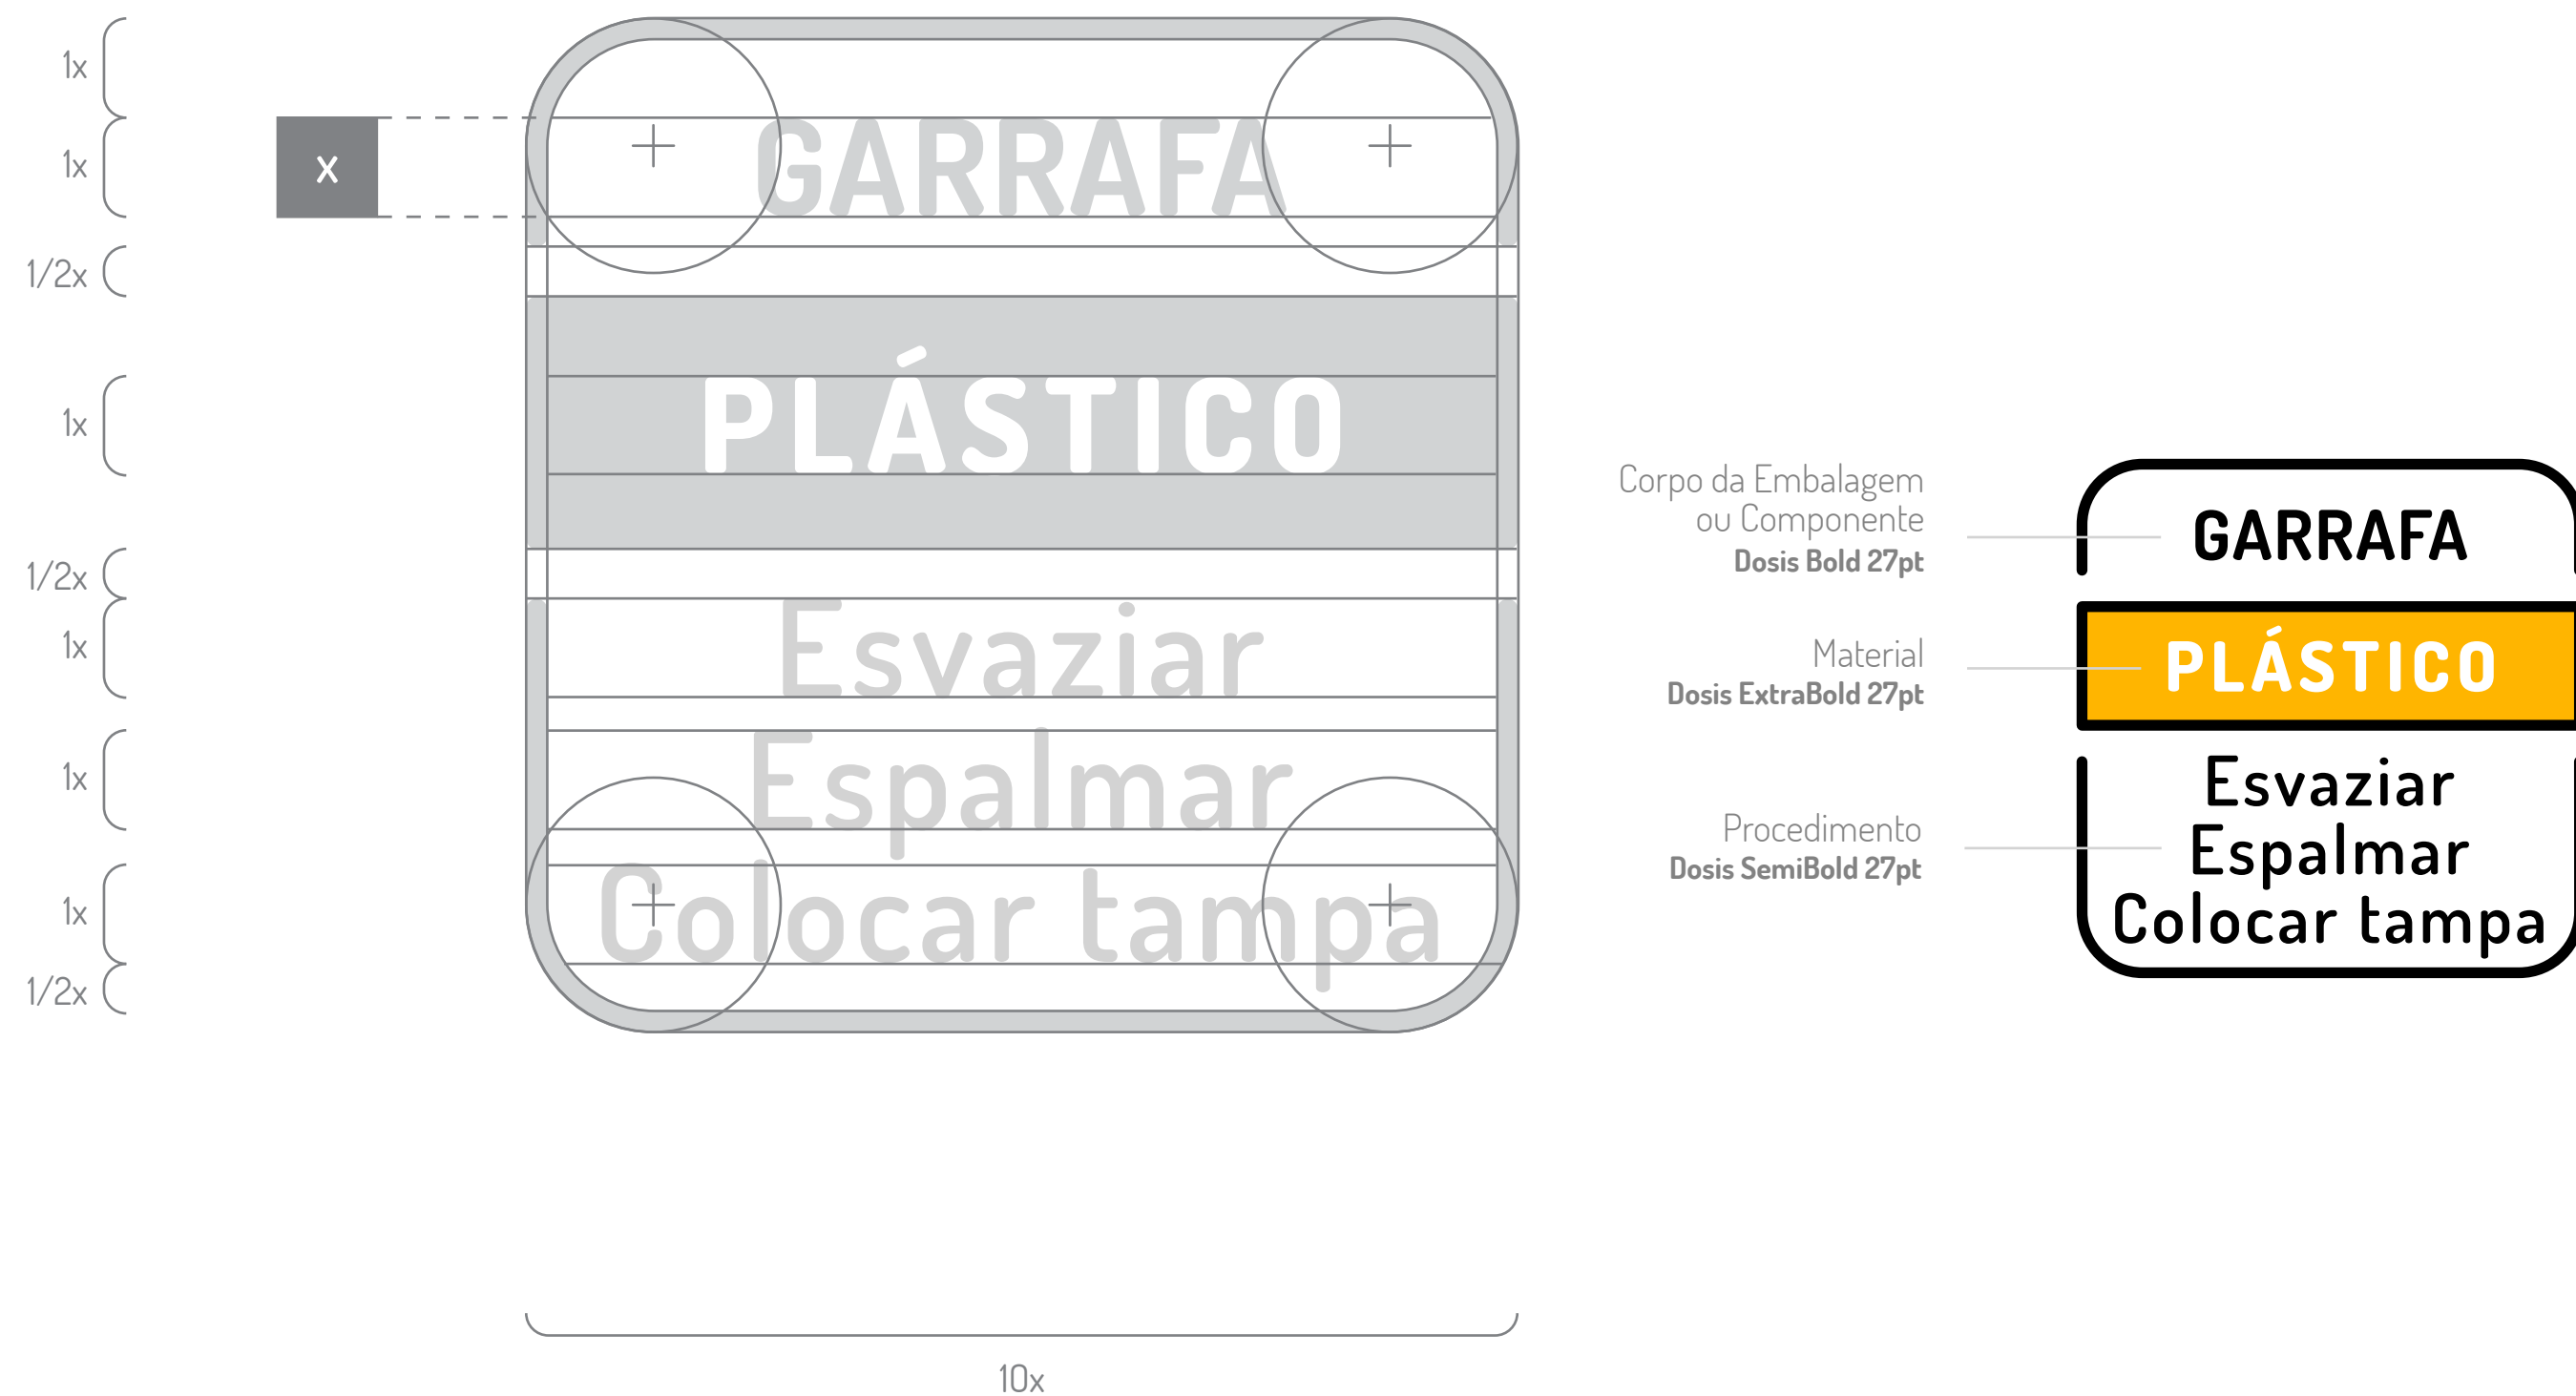 1x
1x
X
1/2x
1x
1/2x
1x
1x
1x
1/2x
GARRAFA
PLÁSTICO
Esvaziar
Espalmar
Colocar tampa
10x
Corpo da Embalagem
ou Componente
Dosis Bold 27pt
Material
Dosis ExtraBold 27pt
Procedimento
Dosis SemiBold 27pt
GARRAFA
PLÁSTICO
Esvaziar
Espalmar
Colocar tampa